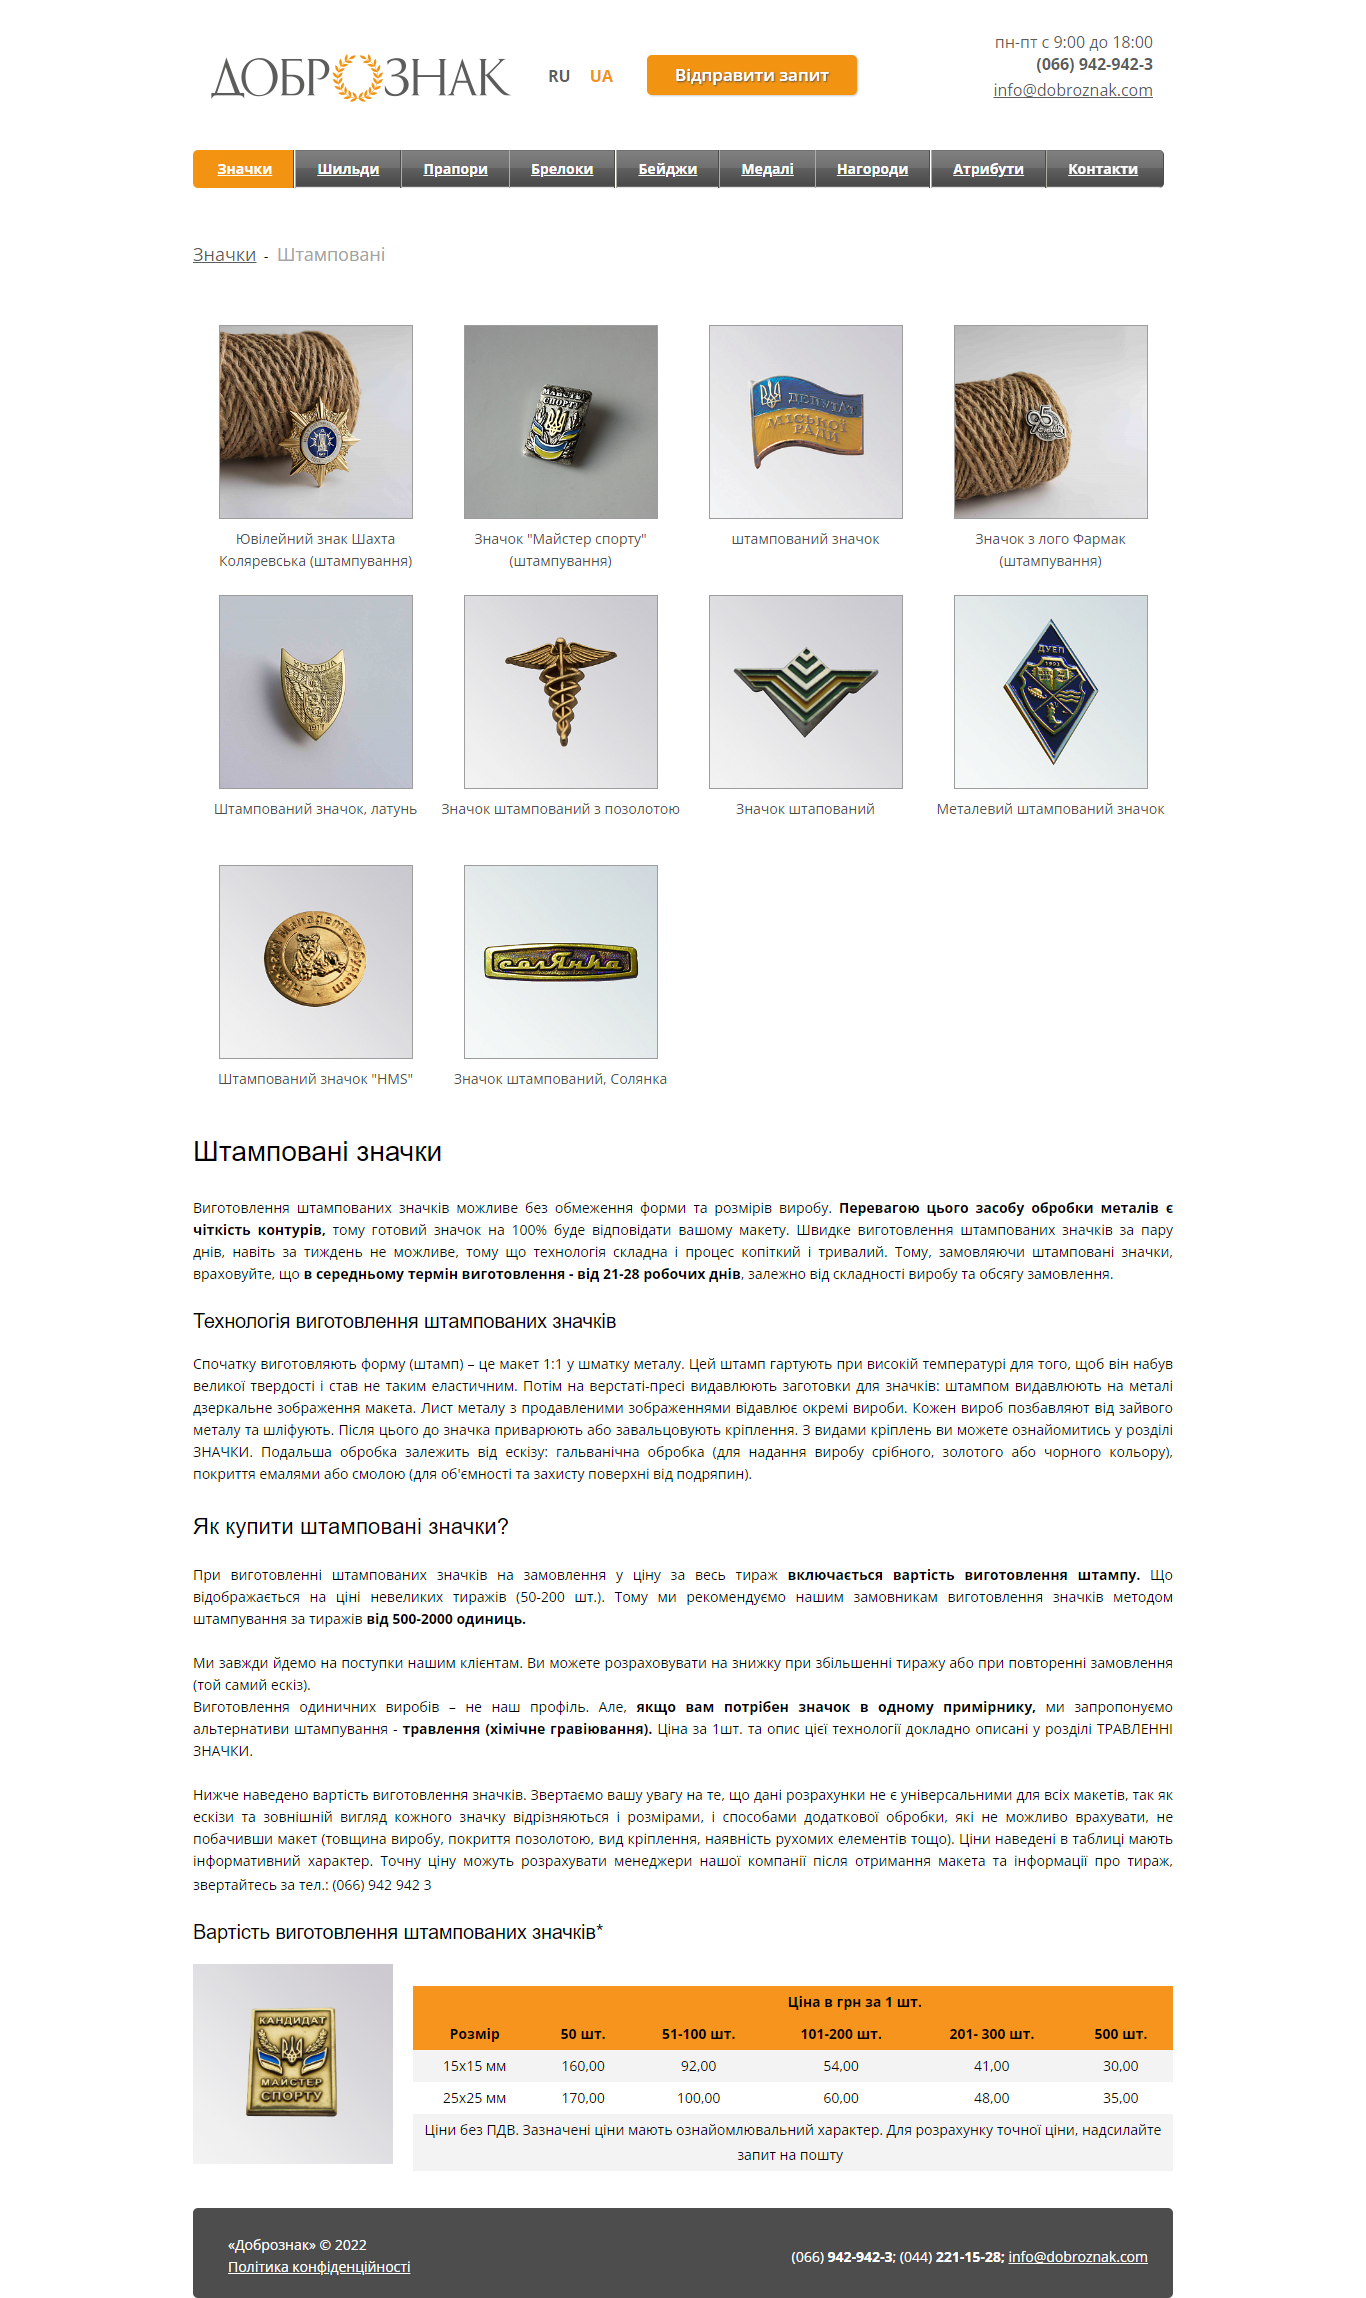 ДОБРОЗНАК
RU UA
Відправити запит
пн-пт с 9:00 до 18:00
(066) 942-942-3
info@dobroznak.com
Значки Шильди Прапори Брелоки Бейджи Медалі Нагороди Атрибути Контакти
Значки - Штамповані
МАЙСТЕР
СПОРТУ
ДЕПУТАТ
МІСЬКОЇ
РАДИ
95
Ювілейний знак Шахта
Коляревська (штампування)
Значок "Майстер спорту"
(штампування)
штампований значок
Значок з лого Фармак
(штампування)
УКРАЇНА
1917
ДУЕП
1993
Штампований значок, латунь
Значок штампований з позолотою
Значок штапований
Металевий штампований значок
Management System
солЯнка
Штампований значок "HMS"
Значок штампований, Солянка
Штамповані значки
Виготовлення штампованих значків можливе без обмеження форми та розмірів виробу. Перевагою цього засобу обробки металів є
чіткість контурів, тому готовий значок на 100% буде відповідати вашому макету. Швидке виготовлення штампованих значків за пару
днів, навіть за тиждень не можливе, тому що технологія складна і процес копіткий і тривалий. Тому, замовляючи штамповані значки,
враховуйте, що в середньому термін виготовлення - від 21-28 робочих днів, залежно від складності виробу та обсягу замовлення.
Технологія виготовлення штампованих значків
Спочатку виготовляють форму (штамп) – це макет 1:1 у шматку металу. Цей штамп гартують при високій температурі для того, щоб він набув
великої твердості і став не таким еластичним. Потім на верстаті-пресі видавлюють заготовки для значків: штампом видавлюють на металі
дзеркальне зображення макета. Лист металу з продавленими зображеннями відавлює окремі вироби. Кожен виріб позбавляют від зайвого
металу та шліфують. Після цього до значка приварюють або завальцовують кріплення. З видами кріплень ви можете ознайомитись у розділі
ЗНАЧКИ. Подальша обробка залежить від ескізу: гальванічна обробка (для надання виробу срібного, золотого або чорного кольору),
покриття емалями або смолою (для об'ємності та захисту поверхні від подряпин).
Як купити штамповані значки?
При виготовленні штампованих значків на замовлення у ціну за весь тираж включається вартість виготовлення штампу. Що
відображається на ціні невеликих тиражів (50-200 шт.). Тому ми рекомендуємо нашим замовникам виготовлення значків методом
штампування за тиражів від 500-2000 одиниць.
Ми завжди йдемо на поступки нашим клієнтам. Ви можете розраховувати на знижку при збільшенні тиражу або при повторенні замовлення
(той самий ескіз).
Виготовлення одиничних виробів – не наш профіль. Але, якщо вам потрібен значок в одному примірнику, ми запропонуємо
альтернативи штампування - травлення (хімічне гравіювання). Ціна за 1шт. та опис цієї технології докладно описані у розділі ТРАВЛЕННІ
ЗНАЧКИ.
Нижче наведено вартість виготовлення значків. Звертаємо вашу увагу на те, що дані розрахунки не є універсальними для всіх макетів, так як
ескізи та зовнішній вигляд кожного значку відрізняються і розмірами, і способами додаткової обробки, які не можливо врахувати, не
побачивши макет (товщина виробу, покриття позолотою, вид кріплення, наявність рухомих елементів тощо). Ціни наведені в таблиці мають
інформативний характер. Точну ціну можуть розрахувати менеджери нашої компанії після отримання макета та інформації про тираж,
звертайтесь за тел.: (066) 942 942 3
Вартість виготовлення штампованих значків*
КАНДИДАТ
МАЙСТЕР
СПОРТУ
Ціна в грн за 1 шт.
Розмір 50 шт. 51-100 шт. 101-200 шт. 201- 300 шт. 500 шт.
15x15 мм 160,00 92,00 54,00 41,00 30,00
25x25 мм 170,00 100,00 60,00 48,00 35,00
Ціни без ПДВ. Зазначені ціни мають ознайомлювальний характер. Для розрахунку точної ціни, надсилайте
запит на пошту
«Добрознак» © 2022
Політика конфіденційності
(066) 942-942-3; (044) 221-15-28; info@dobroznak.com